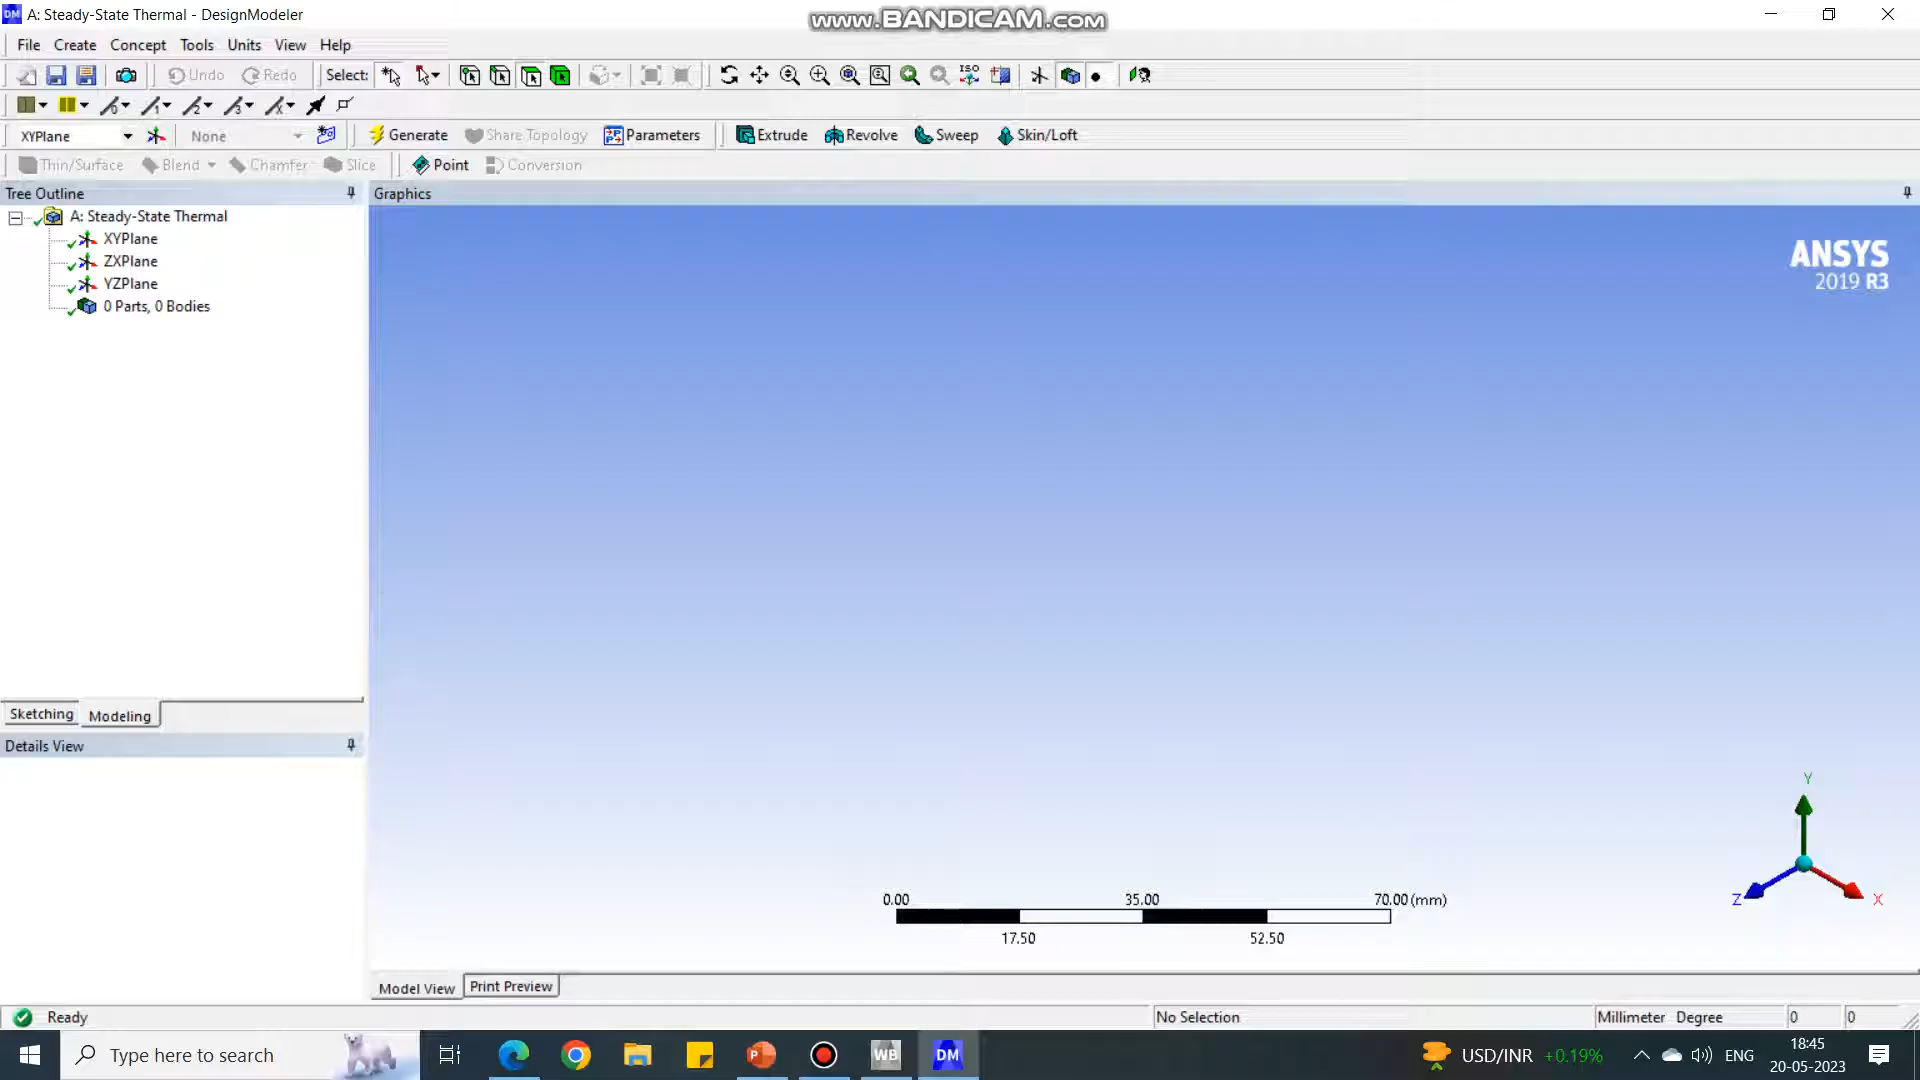 A: Steady-State Thermal - DesignModeler
www.BANDICAM.com
File Create Concept Tools Units View Help
Undo Redo Select: ISO
XYPlane None Generate Share Topology Parameters Extrude Revolve Sweep Skin/Loft
Thin/Surface Blend Chamfer Slice Point Conversion
Tree Outline
Graphics
A: Steady-State Thermal
XYPlane
ZXPlane
YZPlane
0 Parts, 0 Bodies
ANSYS
2019 R3
Sketching Modeling
Details View
Y
Z X
0.00 35.00 70.00 (mm)
17.50 52.50
Model View Print Preview
Ready No Selection Millimeter Degree 0 0
Type here to search WB DM USD/INR +0.19% ENG 18:45
20-05-2023